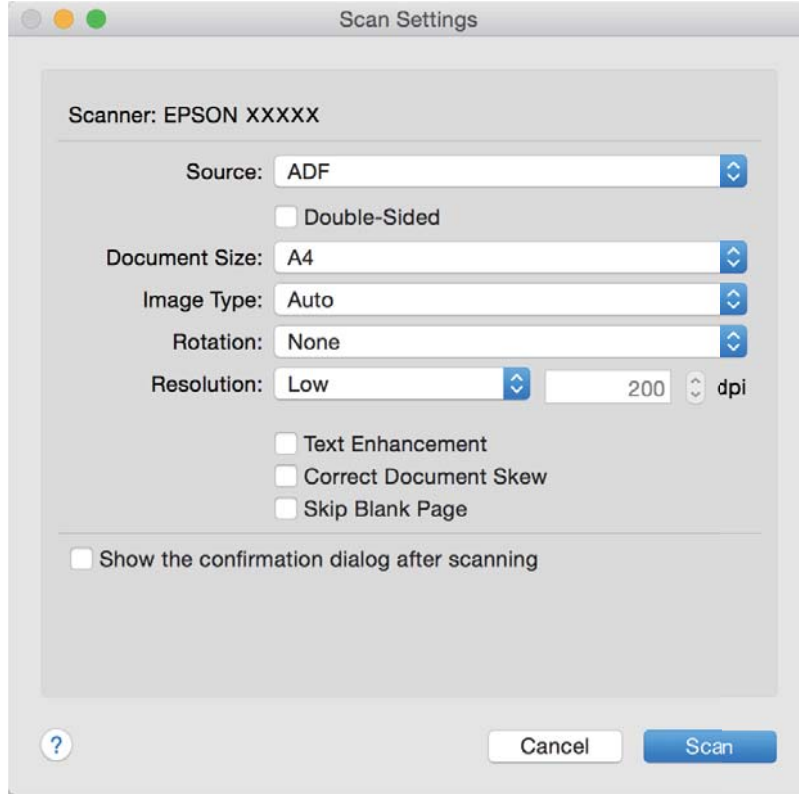 Scan Settings
Scanner: EPSON XXXXX
Source: ADF
Double-Sided
Document Size: A4
Image Type: Auto
Rotation: None
Resolution: Low 200 dpi
Text Enhancement
Correct Document Skew
Skip Blank Page
Show the confirmation dialog after scanning
? Cancel Scan